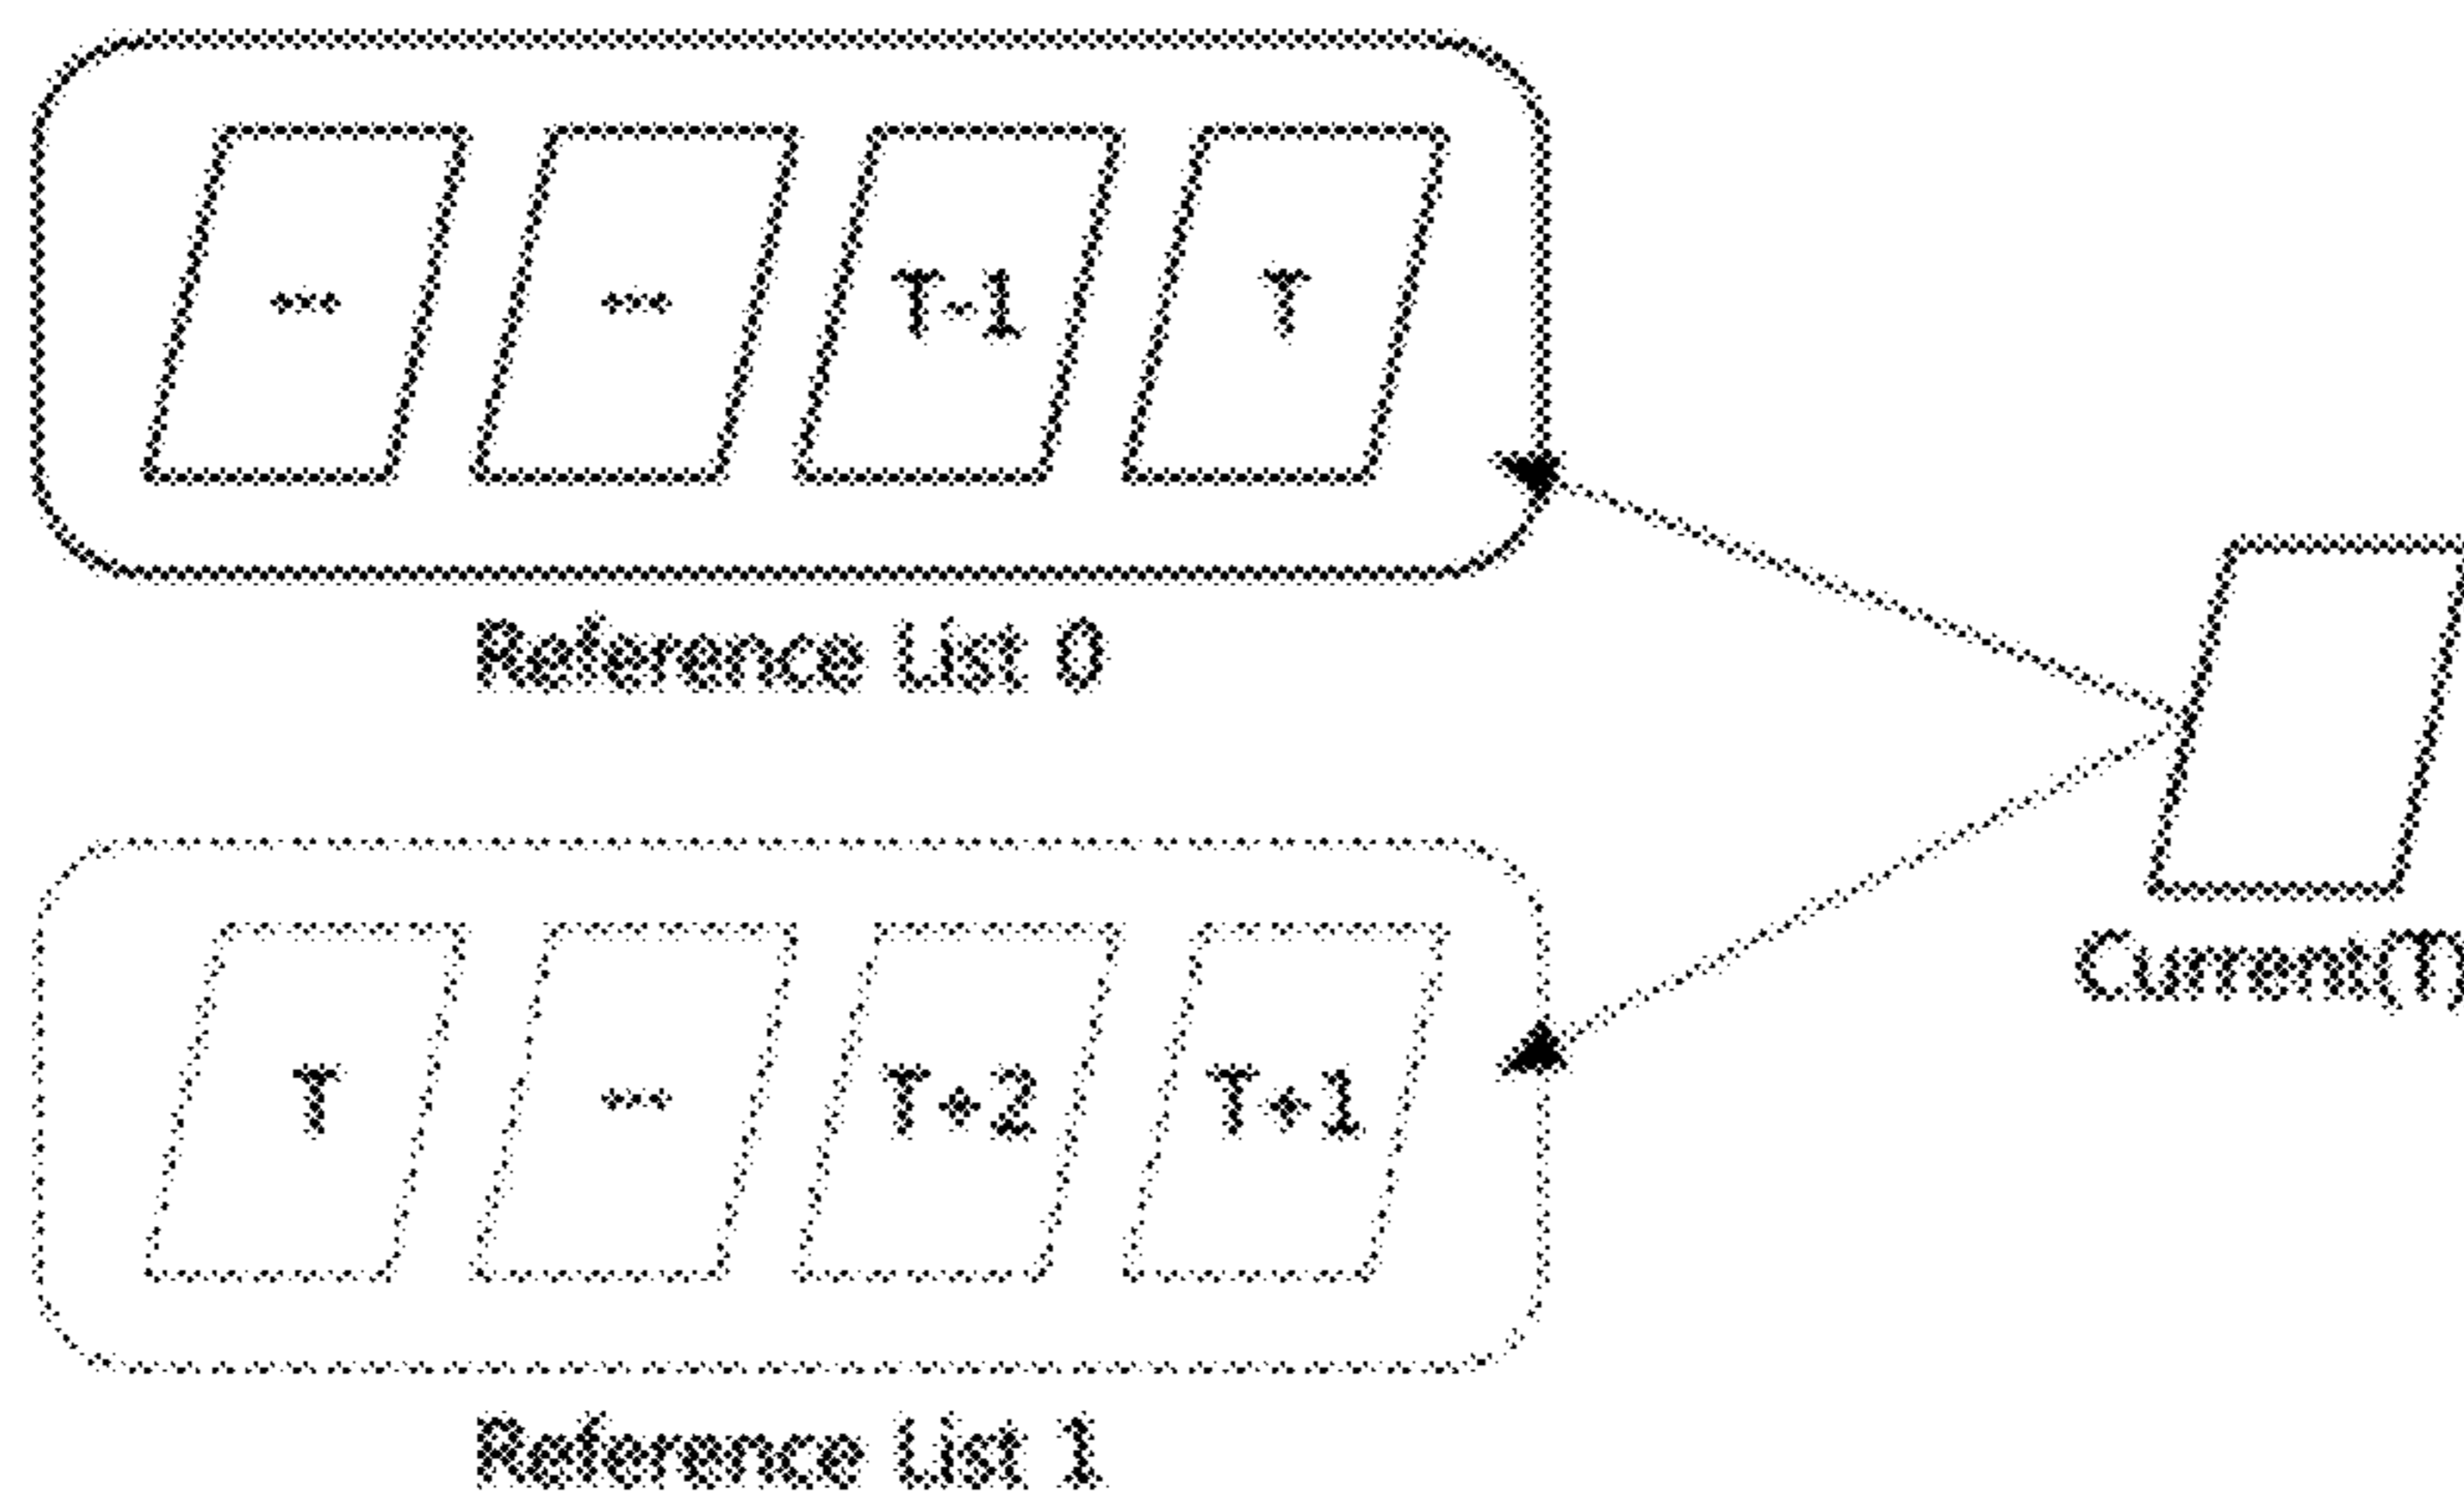 --- --- T-1 T
Reference List 0
Current(T)
T --- T+2 T+1
Reference List 1